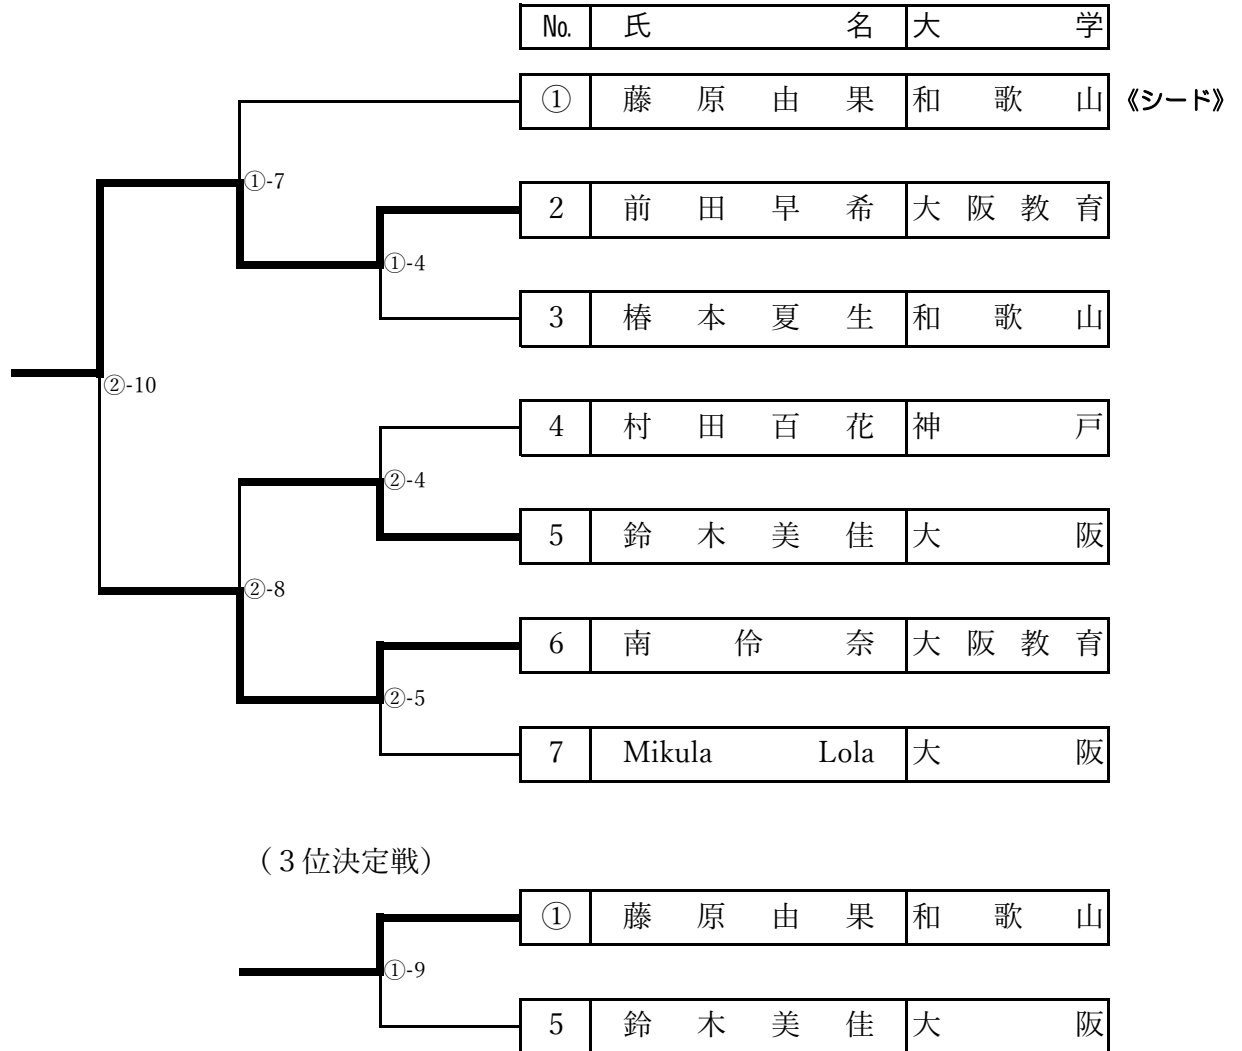 № 氏 名 大 学
① 藤 原 由 果 和 歌 山 《シード》
①-7
2 前 田 早 希 大 阪 教 育
①-4
3 椿 本 夏 生 和 歌 山
②-10
4 村 田 百 花 神 戸
②-4
5 鈴 木 美 佳 大 阪
②-8
6 南 伶 奈 大 阪 教 育
②-5
7 Mikula Lola 大 阪
（３位決定戦）
① 藤 原 由 果 和 歌 山
①-9
5 鈴 木 美 佳 大 阪